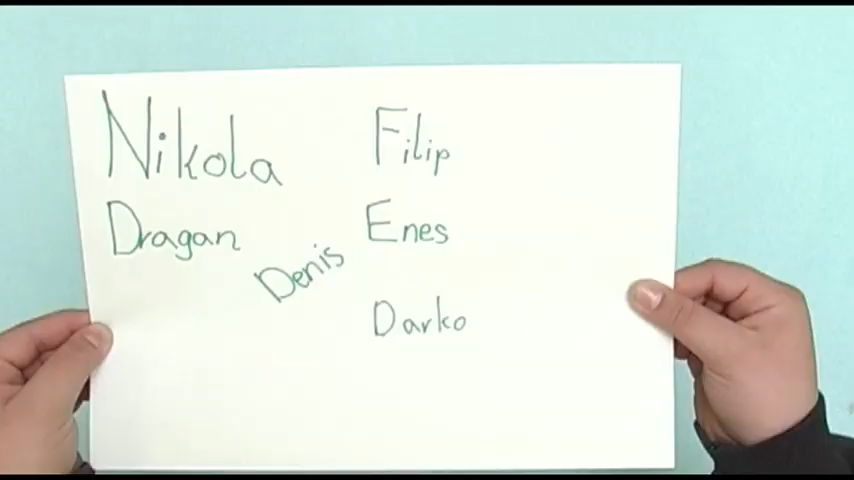 Nikola
Dragan
Denis
Filip
Enes
Darko